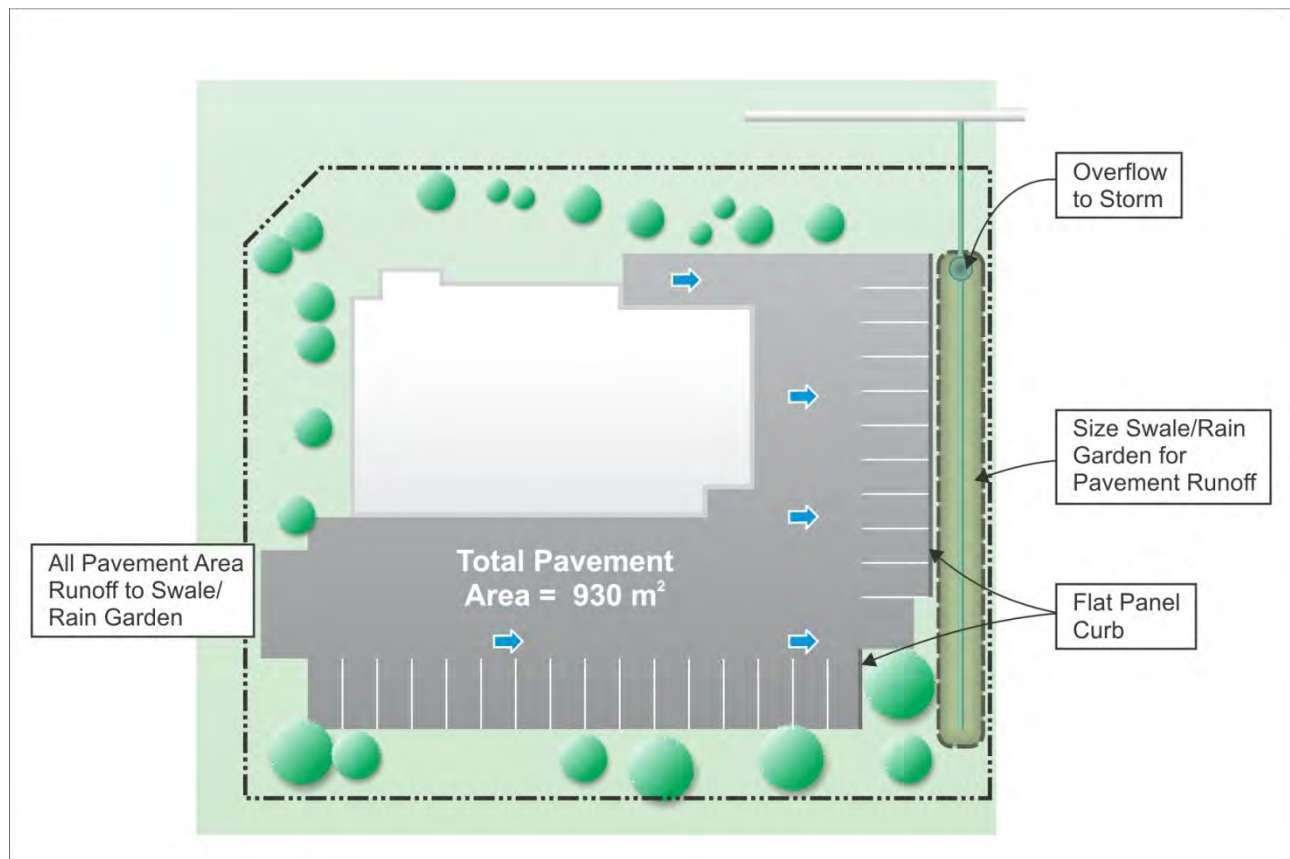 Overflow
to Storm
Size Swale/Rain
Garden for
Pavement Runoff
All Pavement Area
Runoff to Swale/
Rain Garden
Total Pavement
Area = 930 m²
Flat Panel
Curb